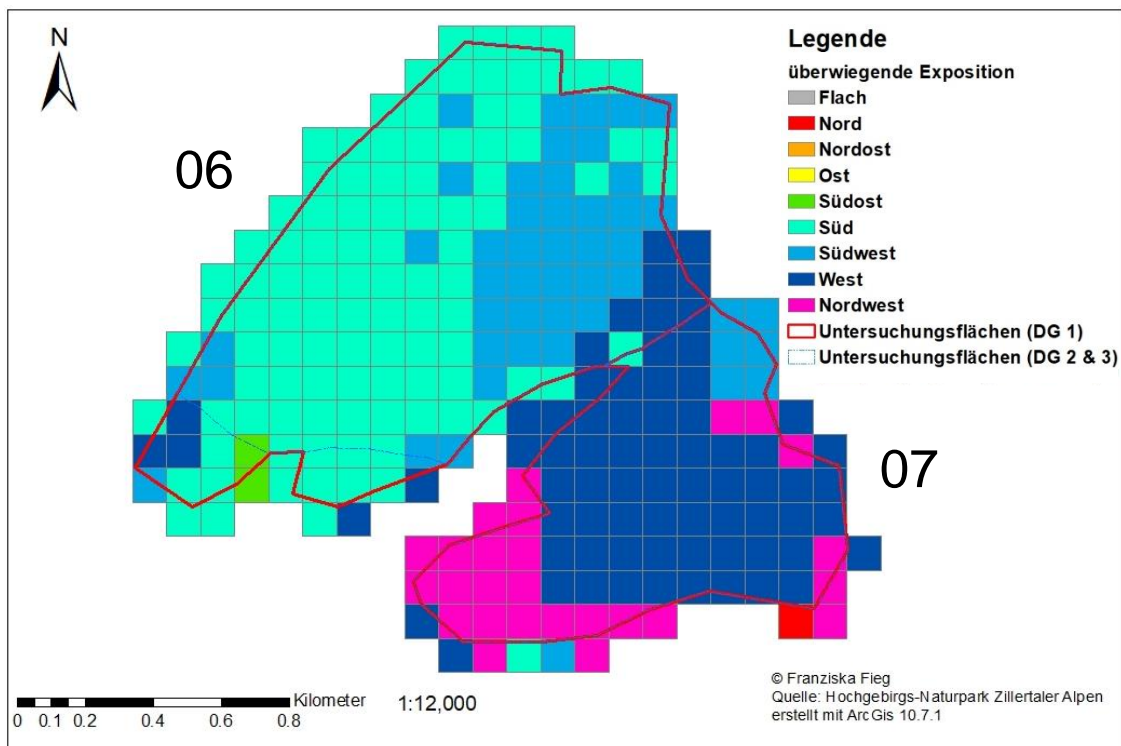 N
06
07
Legende
überwiegende Exposition
Flach
Nord
Nordost
Ost
Südost
Süd
Südwest
West
Nordwest
Untersuchungsflächen (DG 1)
Untersuchungsflächen (DG 2 & 3)
Kilometer
0 0.1 0.2 0.4 0.6 0.8
1:12,000
© Franziska Fieg
Quelle: Hochgebirgs-Naturpark Zillertaler Alpen
erstellt mit ArcGis 10.7.1